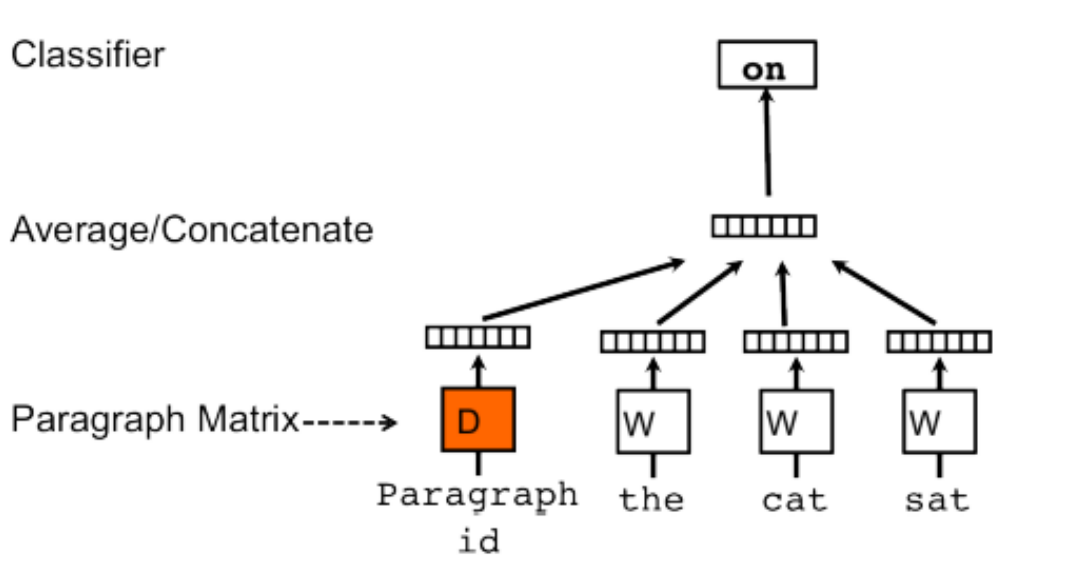 Classifier
on
Average/Concatenate
Paragraph Matrix----->
D
W
W
W
Paragraph
id
the
cat
sat